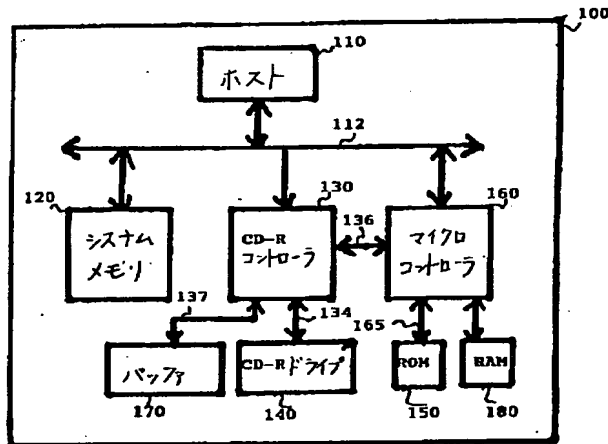 100
110
ホスト
112
120
システム
メモリ
130
CD-R
コントローラ
136
160
マイクロ
コントローラ
137
134
165
バッファ
170
CD-Rドライブ
140
ROM
150
RAM
180